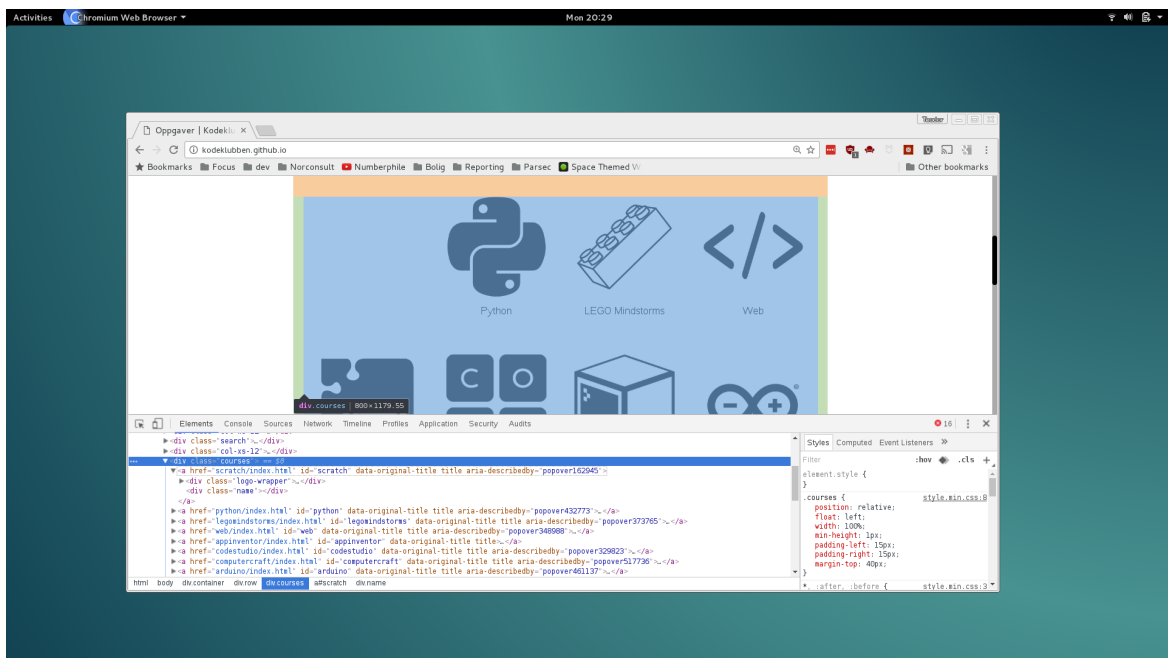 Activities Chromium Web Browser Mon 20:29
Oppgaver | Kodeklu
kodeklubben.github.io
Bookmarks Focus dev Norconsult Numberphile Bolig Reporting Parsec Space Themed W Other bookmarks
Python LEGO Mindstorms Web
C O
div.courses | 800×1179.55
Elements Console Sources Network Timeline Profiles Application Security Audits 16
▶<div class="search">…</div>
▶<div class="col-xs-12">…</div>
▼<div class="courses"> == $0
▼<a href="scratch/index.html" id="scratch" data-original-title title aria-describedby="popover162945">
▶<div class="logo-wrapper">…</div>
<div class="name"></div>
</a>
▶<a href="python/index.html" id="python" data-original-title title aria-describedby="popover432773">…</a>
▶<a href="legomindstorms/index.html" id="legomindstorms" data-original-title title aria-describedby="popover373765">…</a>
▶<a href="web/index.html" id="web" data-original-title title aria-describedby="popover348988">…</a>
▶<a href="appinventor/index.html" id="appinventor" data-original-title title>…</a>
▶<a href="codestudio/index.html" id="codestudio" data-original-title title aria-describedby="popover329823">…</a>
▶<a href="computercraft/index.html" id="computercraft" data-original-title title aria-describedby="popover517736">…</a>
▶<a href="arduino/index.html" id="arduino" data-original-title title aria-describedby="popover461137">…</a>
html body div.container div.row div.courses a#scratch div.name
Styles Computed Event Listeners »
Filter :hov .cls +
element.style {
}
.courses { style.min.css:8
position: relative;
float: left;
width: 100%;
min-height: 1px;
padding-left: 15px;
padding-right: 15px;
margin-top: 40px;
}
*, :after, :before { style.min.css:3